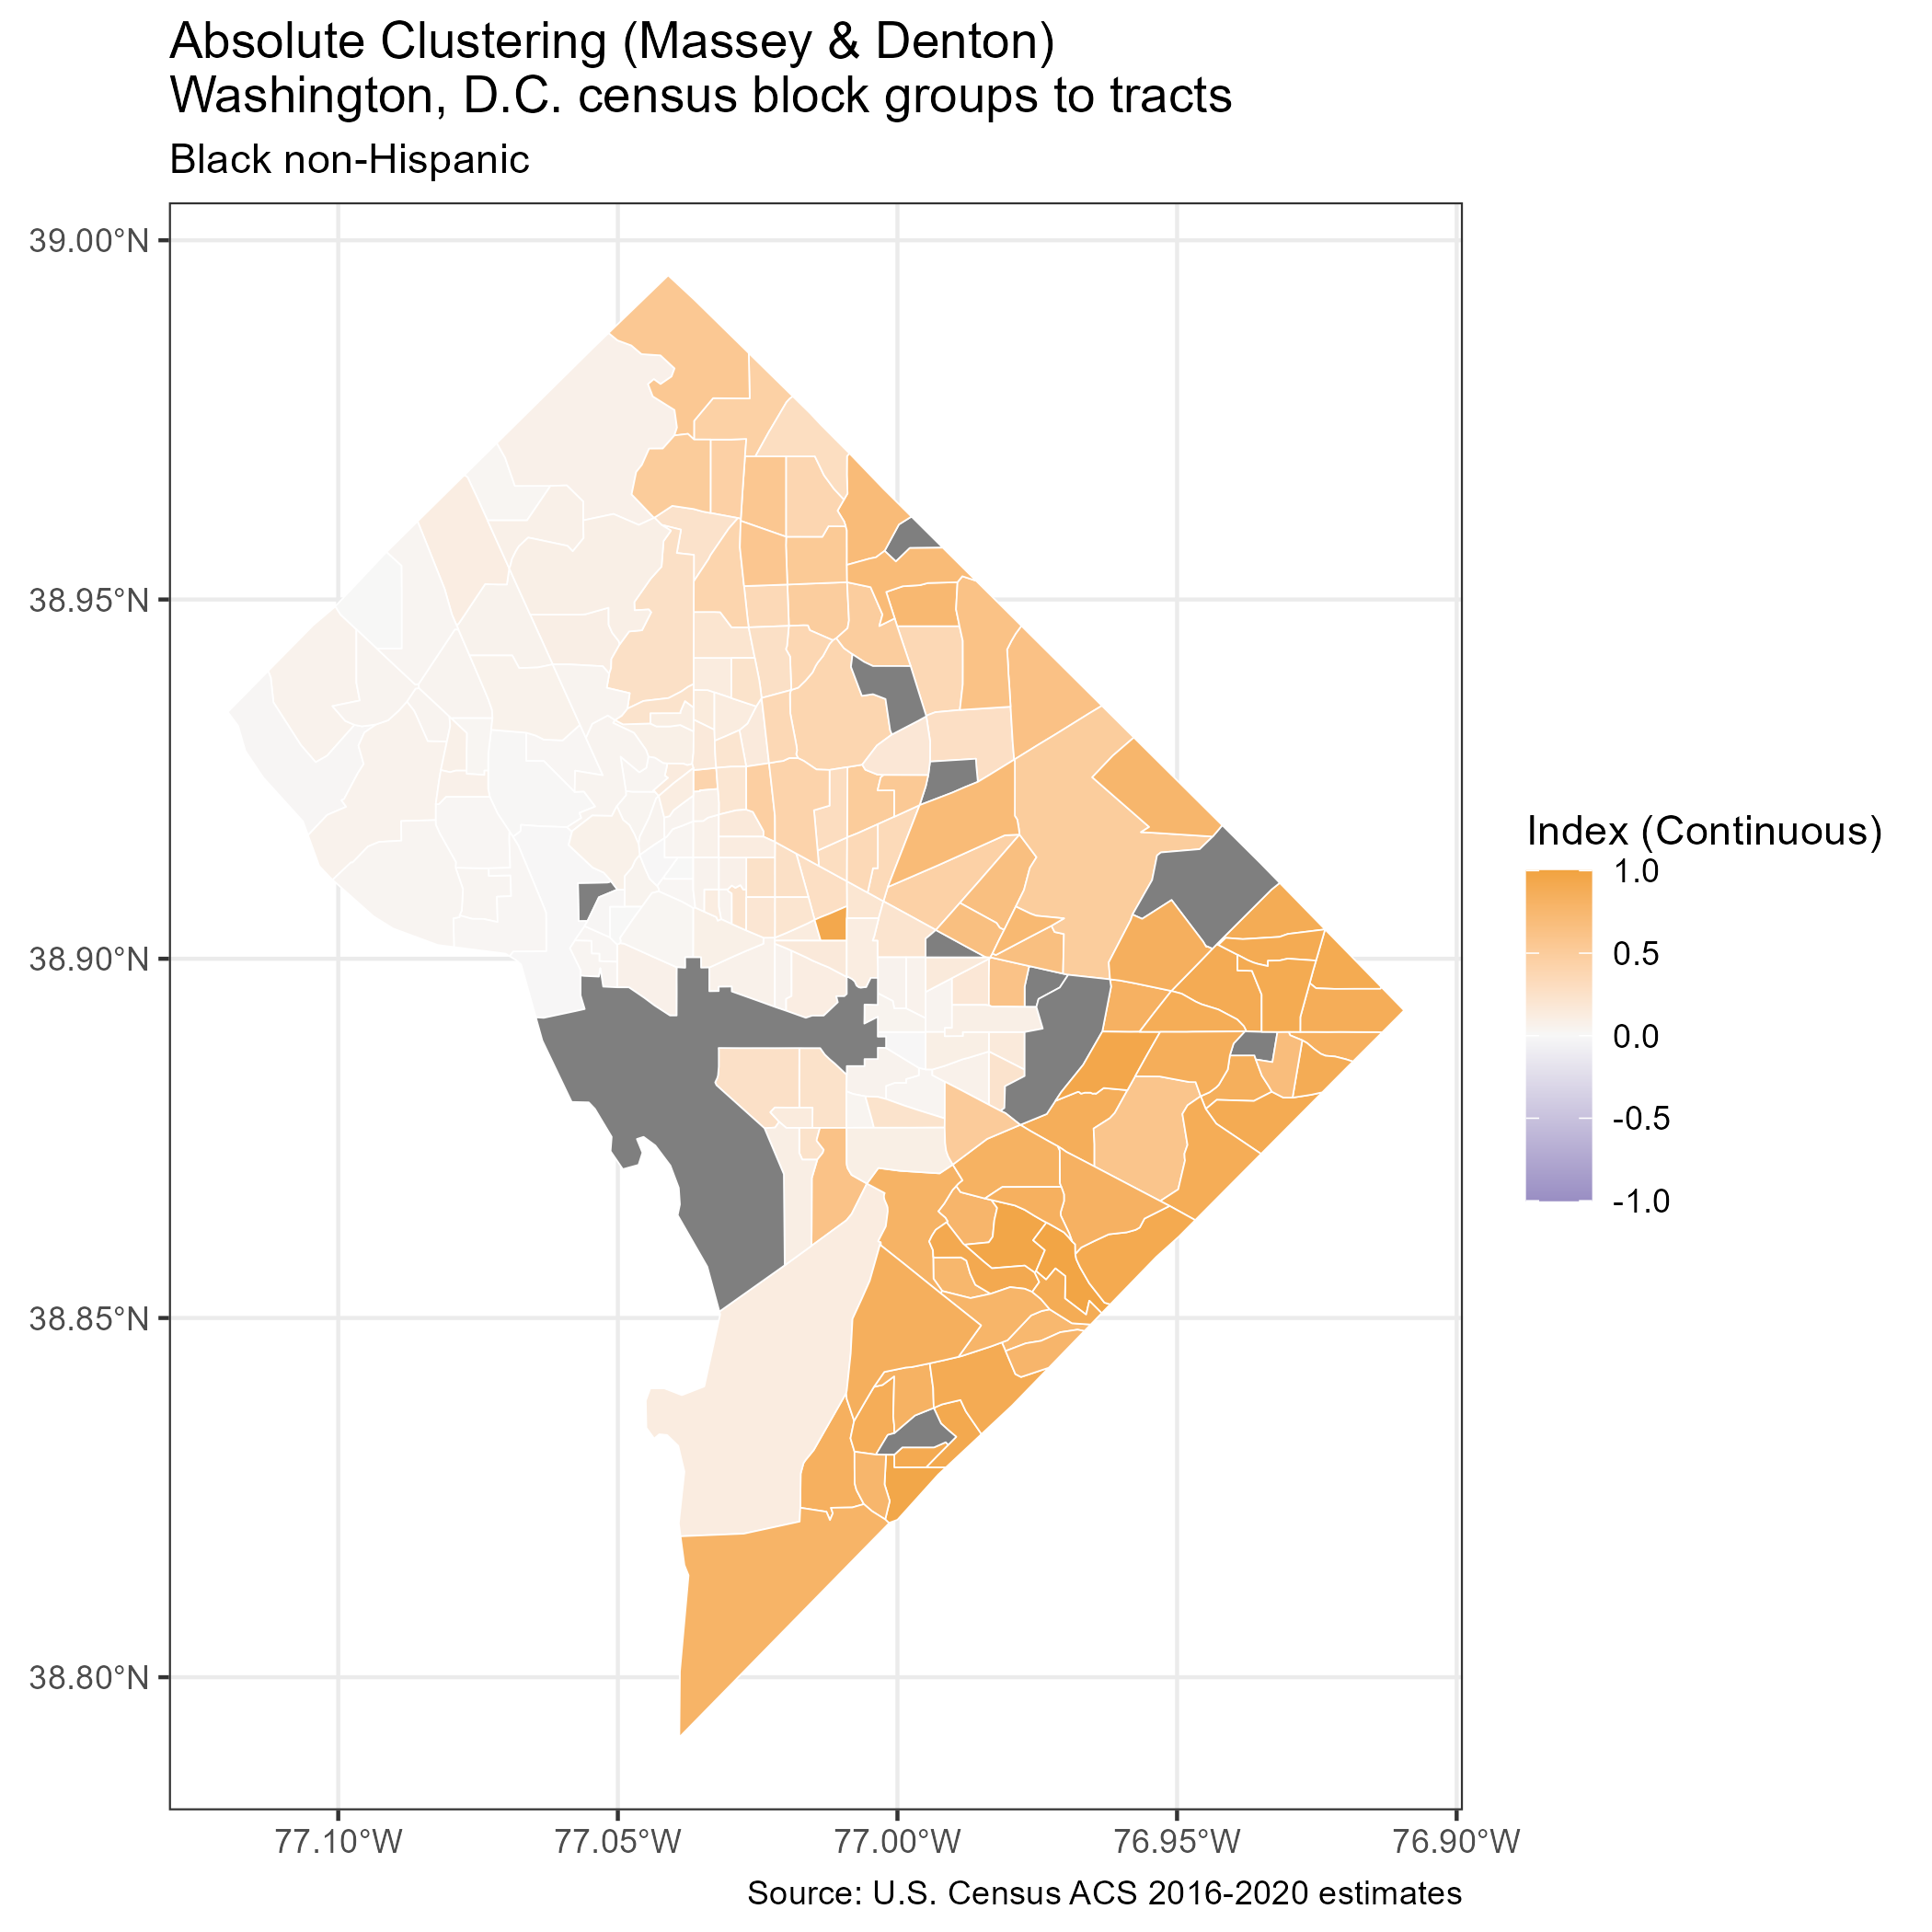 Absolute Clustering (Massey & Denton)
Washington, D.C. census block groups to tracts
Black non-Hispanic
39.00°N
38.95°N
38.90°N
38.85°N
38.80°N
77.10°W
77.05°W
77.00°W
76.95°W
76.90°W
Index (Continuous)
1.0
0.5
0.0
-0.5
-1.0
Source: U.S. Census ACS 2016-2020 estimates